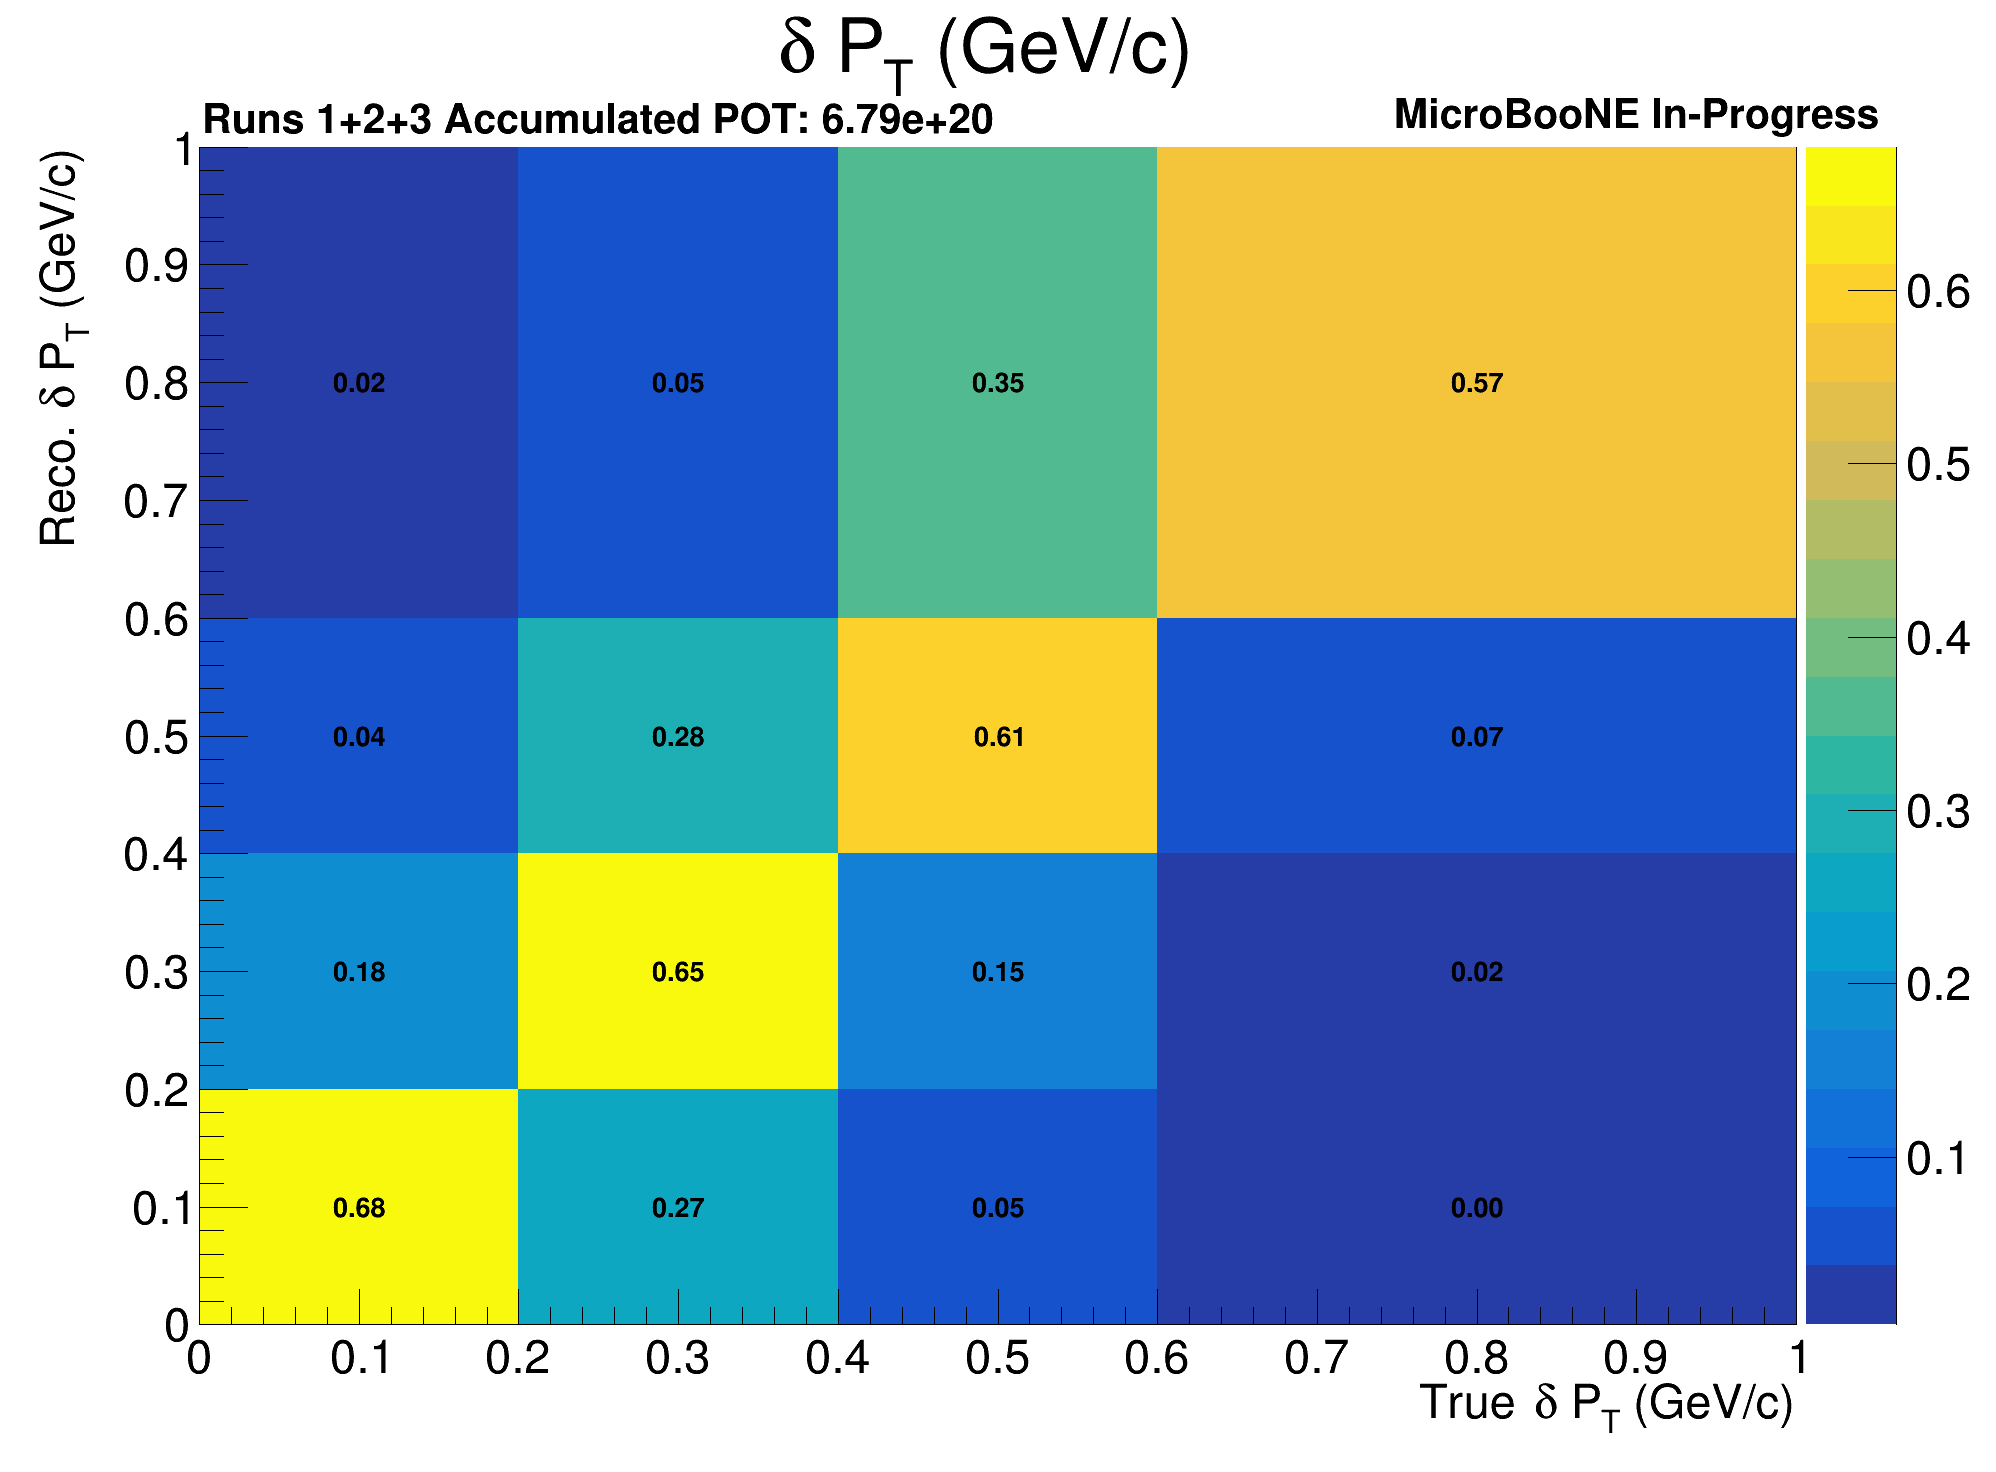 δ P_T (GeV/c)
Runs 1+2+3 Accumulated POT: 6.79e+20
MicroBooNE In-Progress
Reco. δ P_T (GeV/c)
1
0.9
0.8
0.7
0.6
0.5
0.4
0.3
0.2
0.1
0
0.02 0.05 0.35 0.57
0.04 0.28 0.61 0.07
0.18 0.65 0.15 0.02
0.68 0.27 0.05 0.00
0 0.1 0.2 0.3 0.4 0.5 0.6 0.7 0.8 0.9 1
True δ P_T (GeV/c)
0.6
0.5
0.4
0.3
0.2
0.1